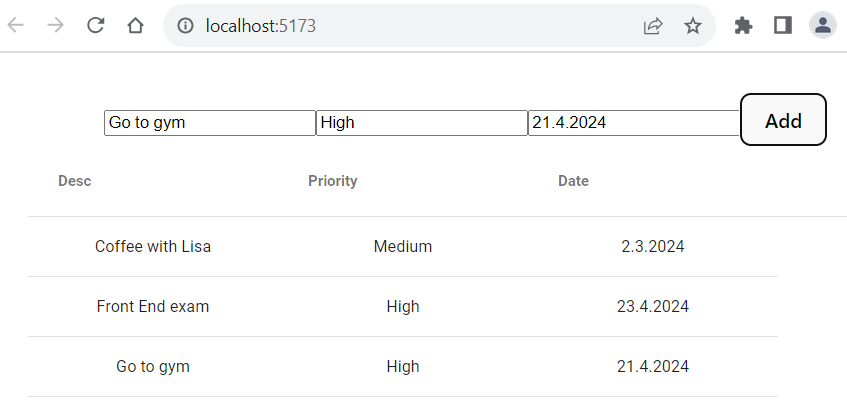 localhost:5173
Go to gym High 21.4.2024 Add
Desc Priority Date
Coffee with Lisa Medium 2.3.2024
Front End exam High 23.4.2024
Go to gym High 21.4.2024